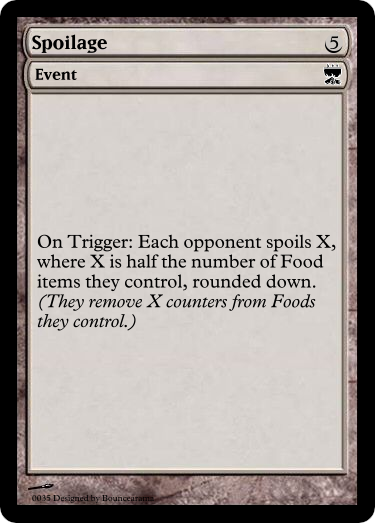 Spoilage 5
Event
On Trigger: Each opponent spoils X,
where X is half the number of Food
items they control, rounded down.
(They remove X counters from Foods
they control.)
0035 Designed by